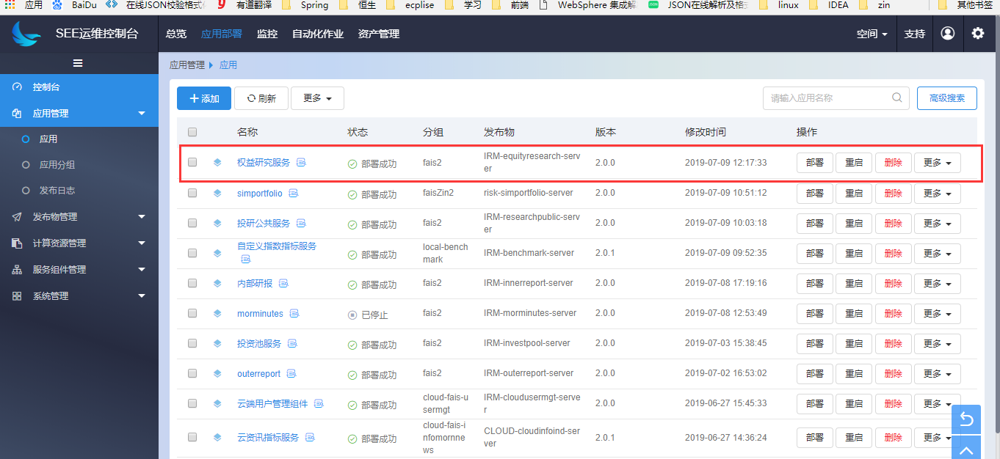 应用 BaiDu 在线JSON校验格式 有道翻译 Spring 恒生 ecplise 学习 前端 WebSphere 集成解 JSON在线解析及格 linux IDEA zin 其他书签
SEE运维控制台 总览 应用部署 监控 自动化作业 资产管理 空间 支持
应用管理 应用
控制台
应用管理
应用
应用分组
发布日志
发布物管理
计算资源管理
服务组件管理
系统管理
添加 刷新 更多 请输入应用名称 高级搜索
名称 状态 分组 发布物 版本 修改时间 操作
权益研究服务 部署成功 fais2 IRM-equityresearch-serv
er 2.0.0 2019-07-09 12:17:33 部署 重启 删除 更多
simportfolio 部署成功 faisZin2 risk-simportfolio-server 2.0.0 2019-07-09 10:51:12 部署 重启 删除 更多
投研公共服务 部署成功 fais2 IRM-researchpublic-serv
er 2.0.0 2019-07-09 10:03:18 部署 重启 删除 更多
自定义指数指标服务 部署成功 local-bench
mark IRM-benchmark-server 2.0.1 2019-07-09 09:52:35 部署 重启 删除 更多
内部研报 部署成功 fais2 IRM-innerreport-server 2.0.0 2019-07-08 17:19:16 部署 重启 删除 更多
morminutes 已停止 fais2 IRM-morminutes-server 2.0.0 2019-07-08 12:53:49 部署 重启 删除 更多
投资池服务 部署成功 fais2 IRM-investpool-server 2.0.0 2019-07-03 15:38:45 部署 重启 删除 更多
outerreport 部署成功 fais2 IRM-outerreport-server 2.0.0 2019-07-02 16:53:02 部署 重启 删除 更多
云端用户管理组件 部署成功 cloud-fais-u
sermgt IRM-cloudusermgt-serve
r 2.0.0 2019-06-27 15:45:33 部署 重启 删除 更多
云资讯指标服务 部署成功 cloud-fais-i
nfomornne
ws CLOUD-cloudinfoind-ser
ver 2.0.1 2019-06-27 14:36:24 部署 重启 删除 更多